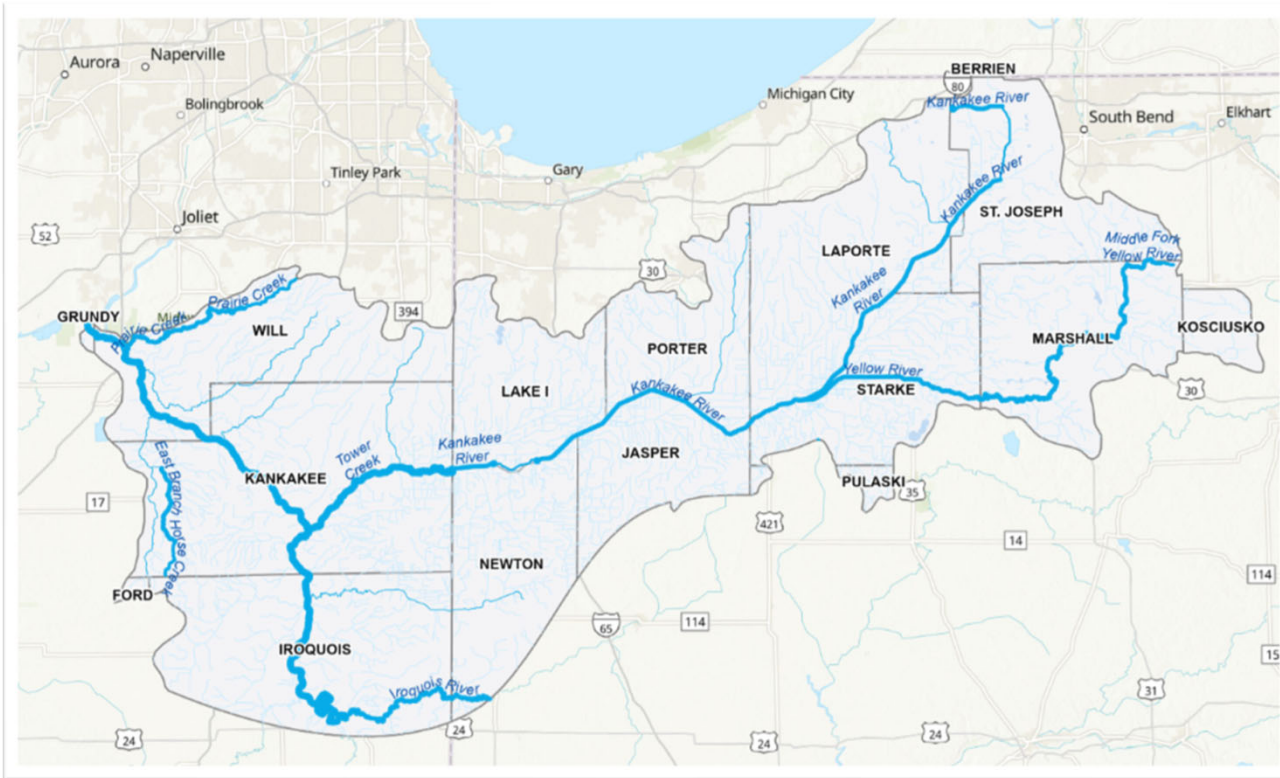 BERRIEN
Naperville
Aurora
80
Michigan City
Kankakee River
Bolingbrook
Elkhart
South Bend
Tinley Park
Gary
Kankakee River
Joliet
ST. JOSEPH
52
Middle Fork
Yellow River
LAPORTE
30
Kankakee
River
Prairie Creek
394
GRUNDY
Prairie Creek
WILL
KOSCIUSKO
MARSHALL
PORTER
Yellow River
LAKE I
Kankakee River
STARKE
30
Kankakee
River
Tower
Creek
JASPER
East Branch Horse Creek
KANKAKEE
PULASKI
35
17
421
14
NEWTON
114
FORD
65
114
IROQUOIS
15
Iroquois River
31
24
24
24
24